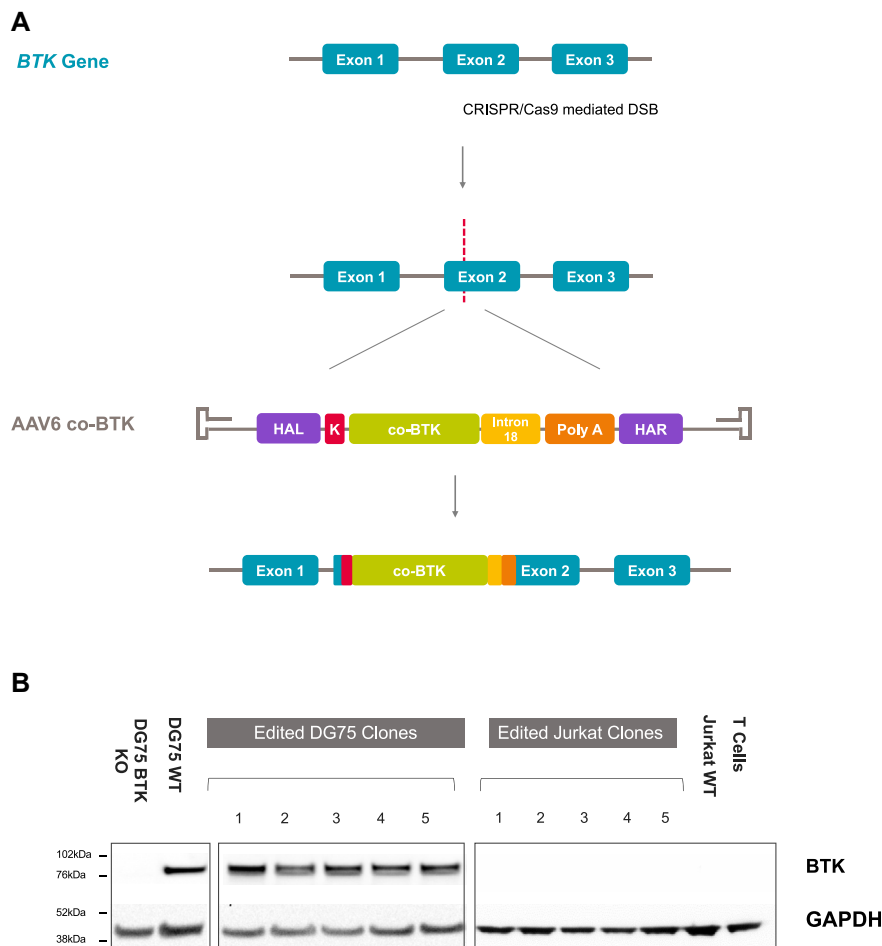 A
BTK Gene
Exon 1 Exon 2 Exon 3
CRISPR/Cas9 mediated DSB
Exon 1 Exon 2 Exon 3
AAV6 co-BTK
HAL K co-BTK Intron 18 Poly A HAR
Exon 1 co-BTK Exon 2 Exon 3
B
DG75 BTK KO
DG75 WT
Edited DG75 Clones
Edited Jurkat Clones
Jurkat WT
T Cells
1 2 3 4 5 1 2 3 4 5
102kDa
76kDa
BTK
52kDa
38kDa
GAPDH